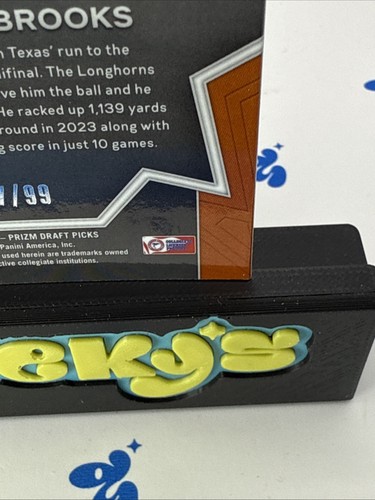 BROOKS
Texas' run to the
ifinal. The Longhorns
ve him the ball and he
He racked up 1,139 yards
round in 2023 along with
g score in just 10 games.
/99
– PRIZM DRAFT PICKS
Panini America, Inc.
used herein are trademarks owned
ctive collegiate institutions.
eky's